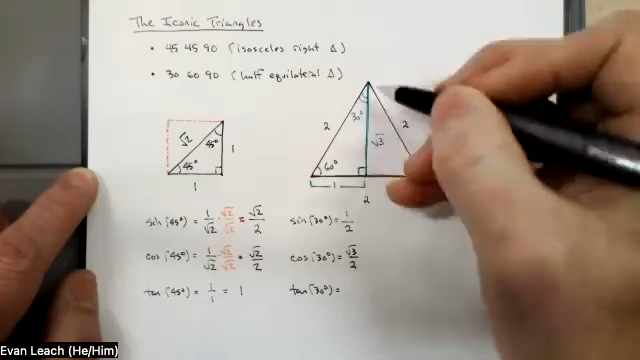 The Iconic Triangles
• 45 45 90 (isosceles right Δ)
• 30 60 90 (half equilateral Δ)
√2 45° 45° 1 1
30° 2 2 √3 60° 1 2
sin(45°) = 1/√2 · √2/√2 = √2/2
sin(30°) = 1/2
cos(45°) = 1/√2 · √2/√2 = √2/2
cos(30°) = √3/2
tan(45°) = 1/1 = 1
tan(30°) =
Evan Leach (He/Him)